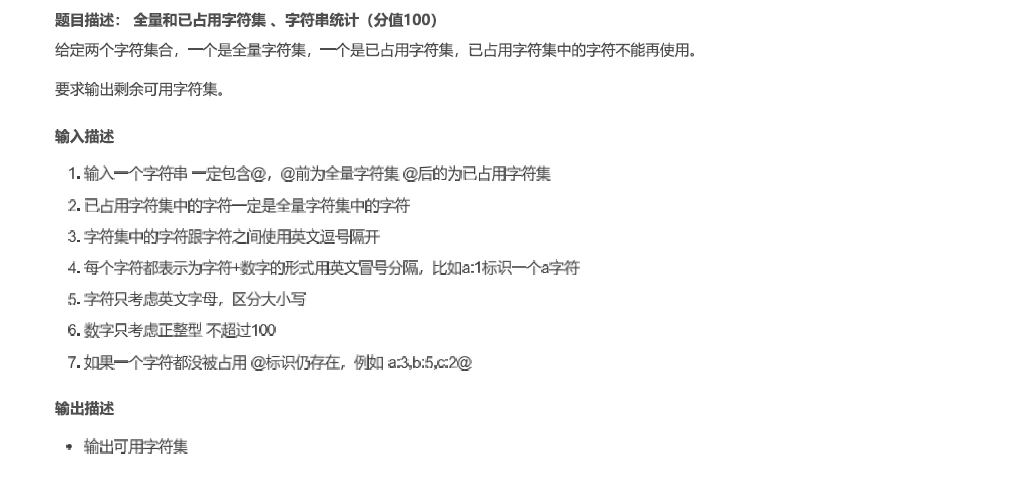 题目描述： 全量和已占用字符集 、字符串统计（分值100）
给定两个字符集合，一个是全量字符集，一个是已占用字符集，已占用字符集中的字符不能再使用。
要求输出剩余可用字符集。
输入描述
1. 输入一个字符串 一定包含@，@前为全量字符集 @后的为已占用字符集
2. 已占用字符集中的字符一定是全量字符集中的字符
3. 字符集中的字符跟字符之间使用英文逗号隔开
4. 每个字符都表示为字符+数字的形式用英文冒号分隔，比如a:1标识一个a字符
5. 字符只考虑英文字母，区分大小写
6. 数字只考虑正整型 不超过100
7. 如果一个字符都没被占用 @标识仍存在，例如 a:3,b:5,c:2@
输出描述
• 输出可用字符集